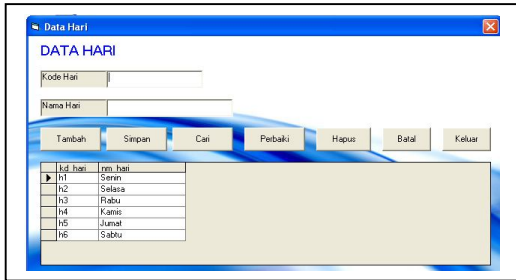 Data Hari
DATA HARI
Kode Hari
Nama Hari
Tambah Simpan Cari Perbaiki Hapus Batal Keluar
kd_hari nm_hari
h1 Senin
h2 Selasa
h3 Rabu
h4 Kamis
h5 Jumat
h6 Sabtu